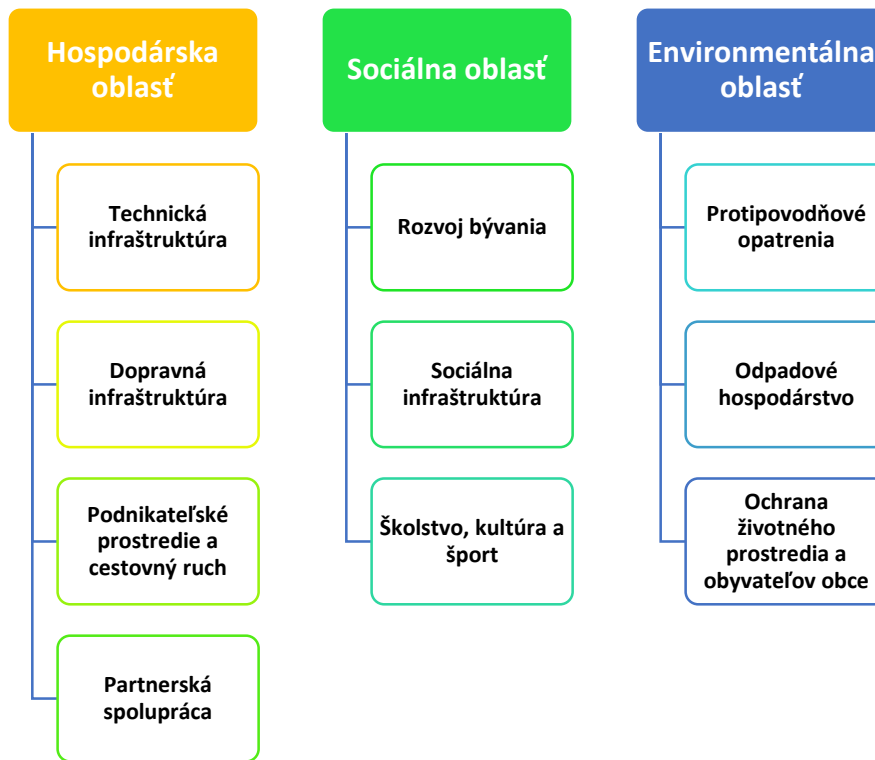 Hospodárska
oblasť
Technická
infraštruktúra
Dopravná
infraštruktúra
Podnikateľské
prostredie a
cestovný ruch
Partnerská
spolupráca
Sociálna oblasť
Rozvoj bývania
Sociálna
infraštruktúra
Školstvo, kultúra a
šport
Environmentálna
oblasť
Protipovodňové
opatrenia
Odpadové
hospodárstvo
Ochrana
životného
prostredia a
obyvateľov obce